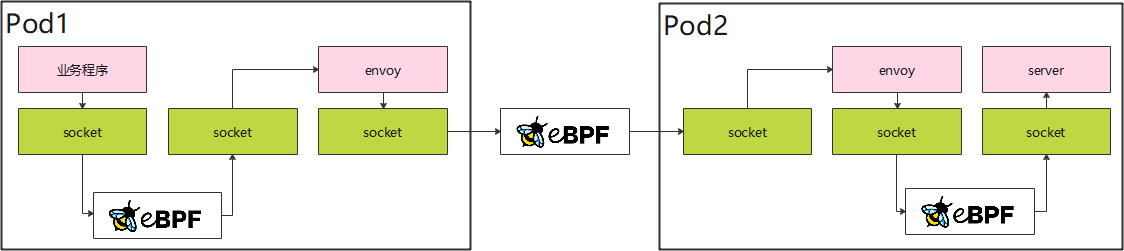 Pod1
业务程序
envoy
socket
socket
socket
eBPF
eBPF
Pod2
envoy
server
socket
socket
socket
eBPF